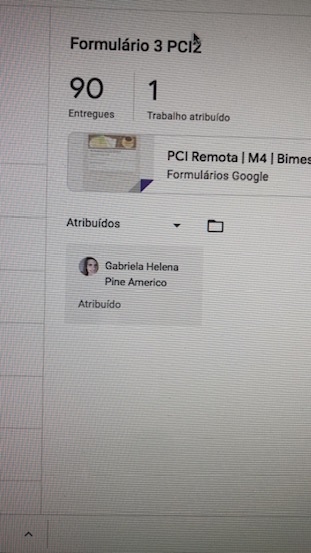 Formulário 3 PCI2
90
1
Entregues
Trabalho atribuído
PCI Remota | M4 | Bimes
Formulários Google
Atribuídos
Gabriela Helena
Pine Americo
Atribuído